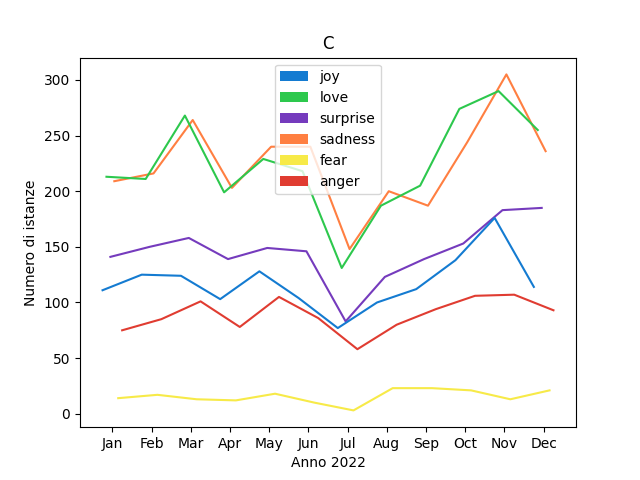 C
joy
love
surprise
sadness
fear
anger
300
250
200
150
100
50
0
Numero di istanze
Jan Feb Mar Apr May Jun Jul Aug Sep Oct Nov Dec
Anno 2022